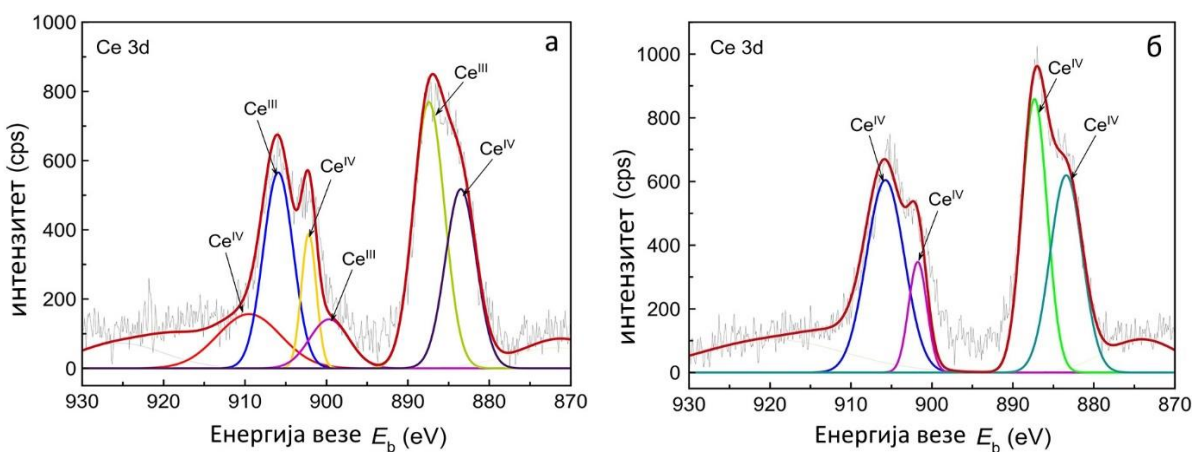 а
Ce 3d
Ce^III
Ce^III
Ce^IV
Ce^IV
Ce^IV
Ce^III
интензитет (cps)
1000
800
600
400
200
0
930 920 910 900 890 880 870
Енергија везе E_b (eV)
б
Ce 3d
Ce^IV
Ce^IV
Ce^IV
Ce^IV
интензитет (cps)
1000
800
600
400
200
0
930 920 910 900 890 880 870
Енергија везе E_b (eV)